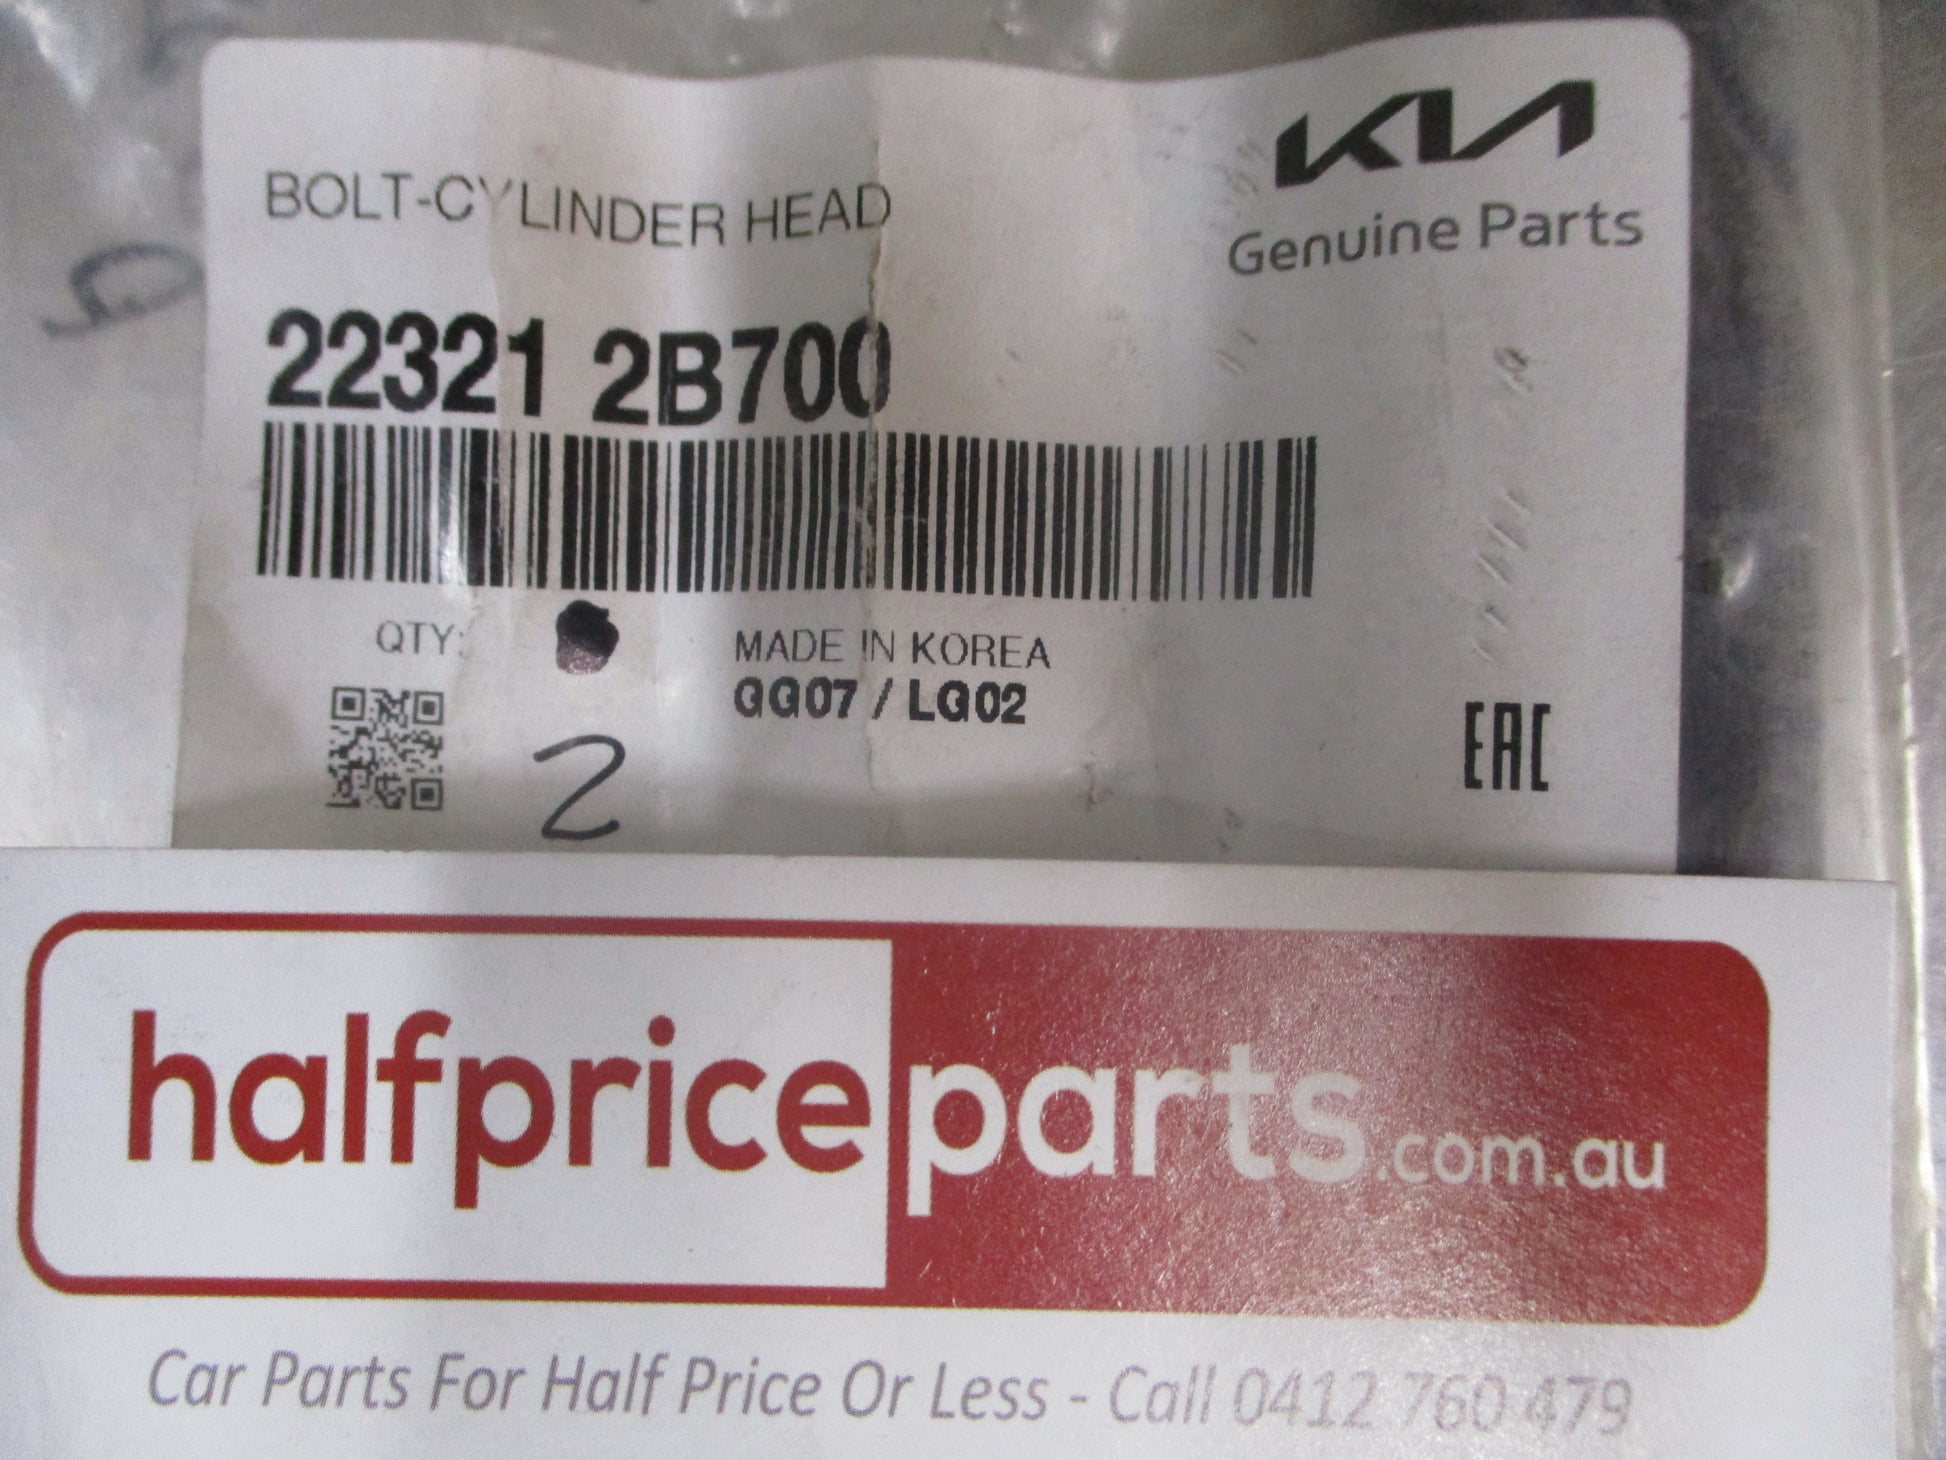 KIA
Genuine Parts
BOLT-CYLINDER HEAD
22321 2B700
QTY:
MADE IN KOREA
GG07 / LG02
2
EAC
halfpriceparts.com.au
Car Parts For Half Price Or Less - Call 0412 760 479